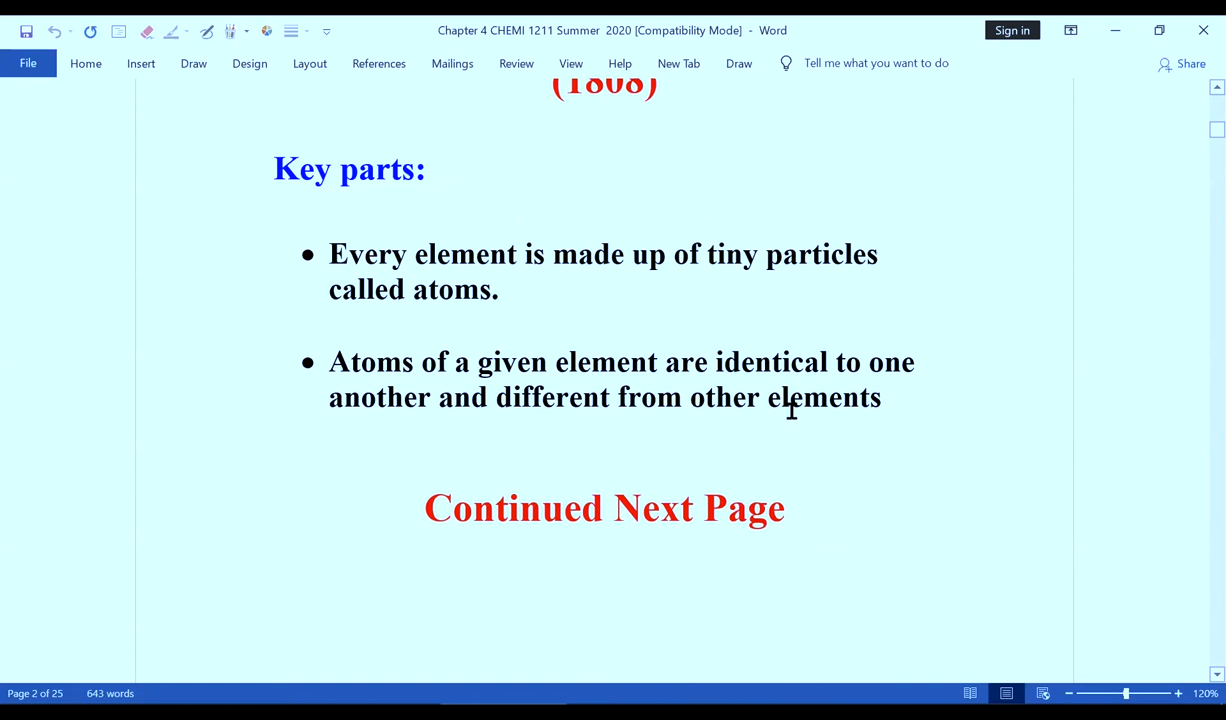 Chapter 4 CHEMI 1211 Summer 2020 [Compatibility Mode] - Word
Sign in
File Home Insert Draw Design Layout References Mailings Review View Help New Tab Draw Tell me what you want to do Share
(1808)
Key parts:
• Every element is made up of tiny particles
called atoms.
• Atoms of a given element are identical to one
another and different from other elements
Continued Next Page
Page 2 of 25 643 words 120%